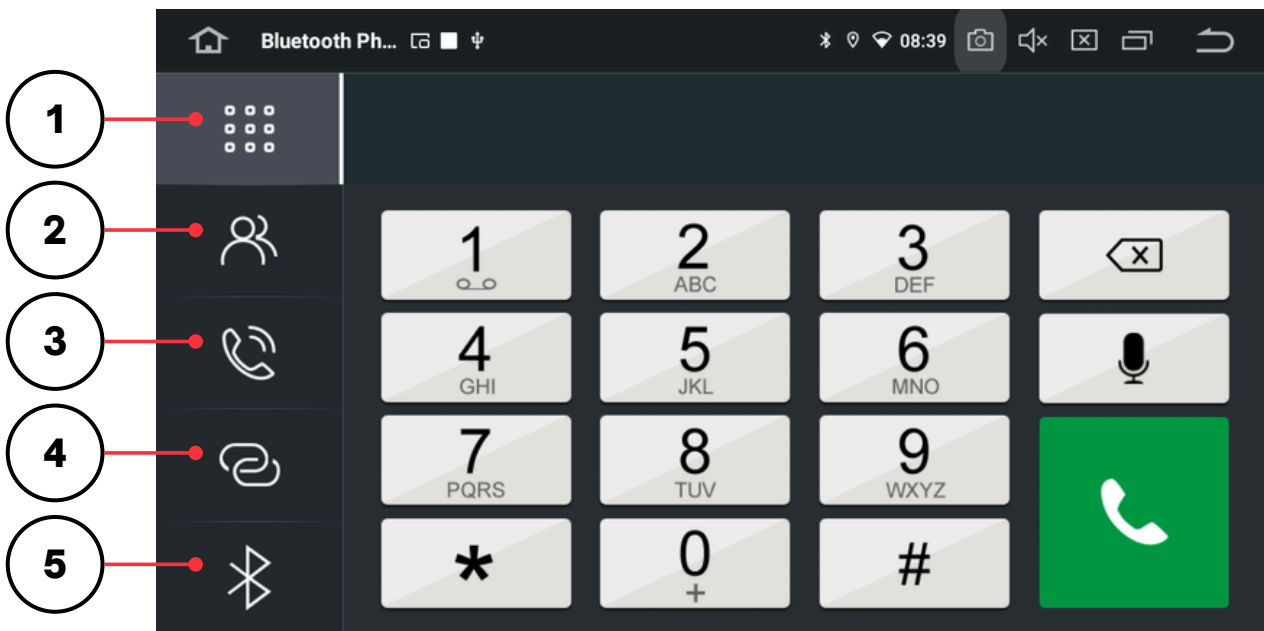 Bluetooth Ph... 08:39
1
2
3
4
5
1 2 3
ABC DEF
4 5 6
GHI JKL MNO
7 8 9
PQRS TUV WXYZ
* 0 #
+